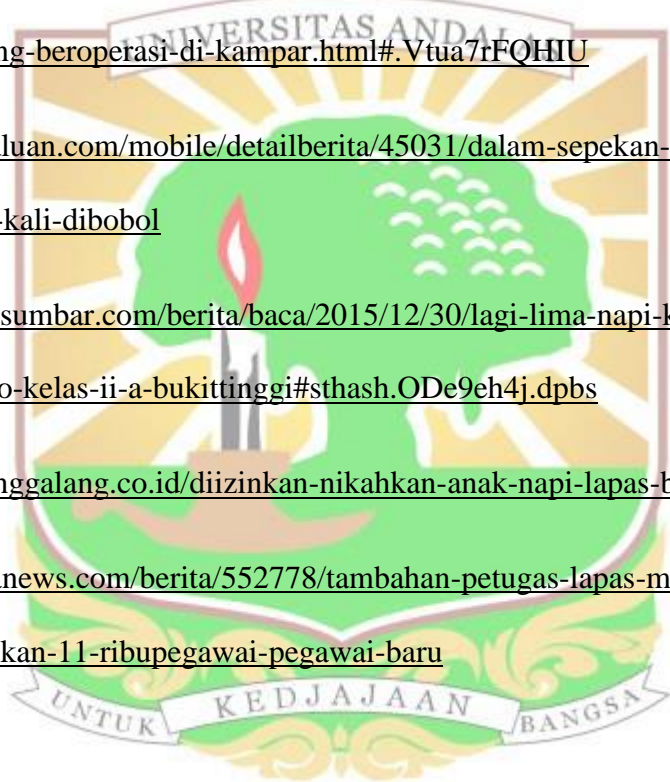 UNIVERSITAS ANDALAS
ng-beroperasi-di-kampar.html#.Vtua7rFQHIU
luan.com/mobile/detailberita/45031/dalam-sepekan-
-kali-dibobol
sumbar.com/berita/baca/2015/12/30/lagi-lima-napi-k
o-kelas-ii-a-bukittinggi#sthash.ODe9eh4j.dpbs
nggalang.co.id/diizinkan-nikahkan-anak-napi-lapas-b
anews.com/berita/552778/tambahan-petugas-lapas-m
kan-11-ribupegawai-pegawai-baru
UNTUK KEDJAJAAN BANGSA